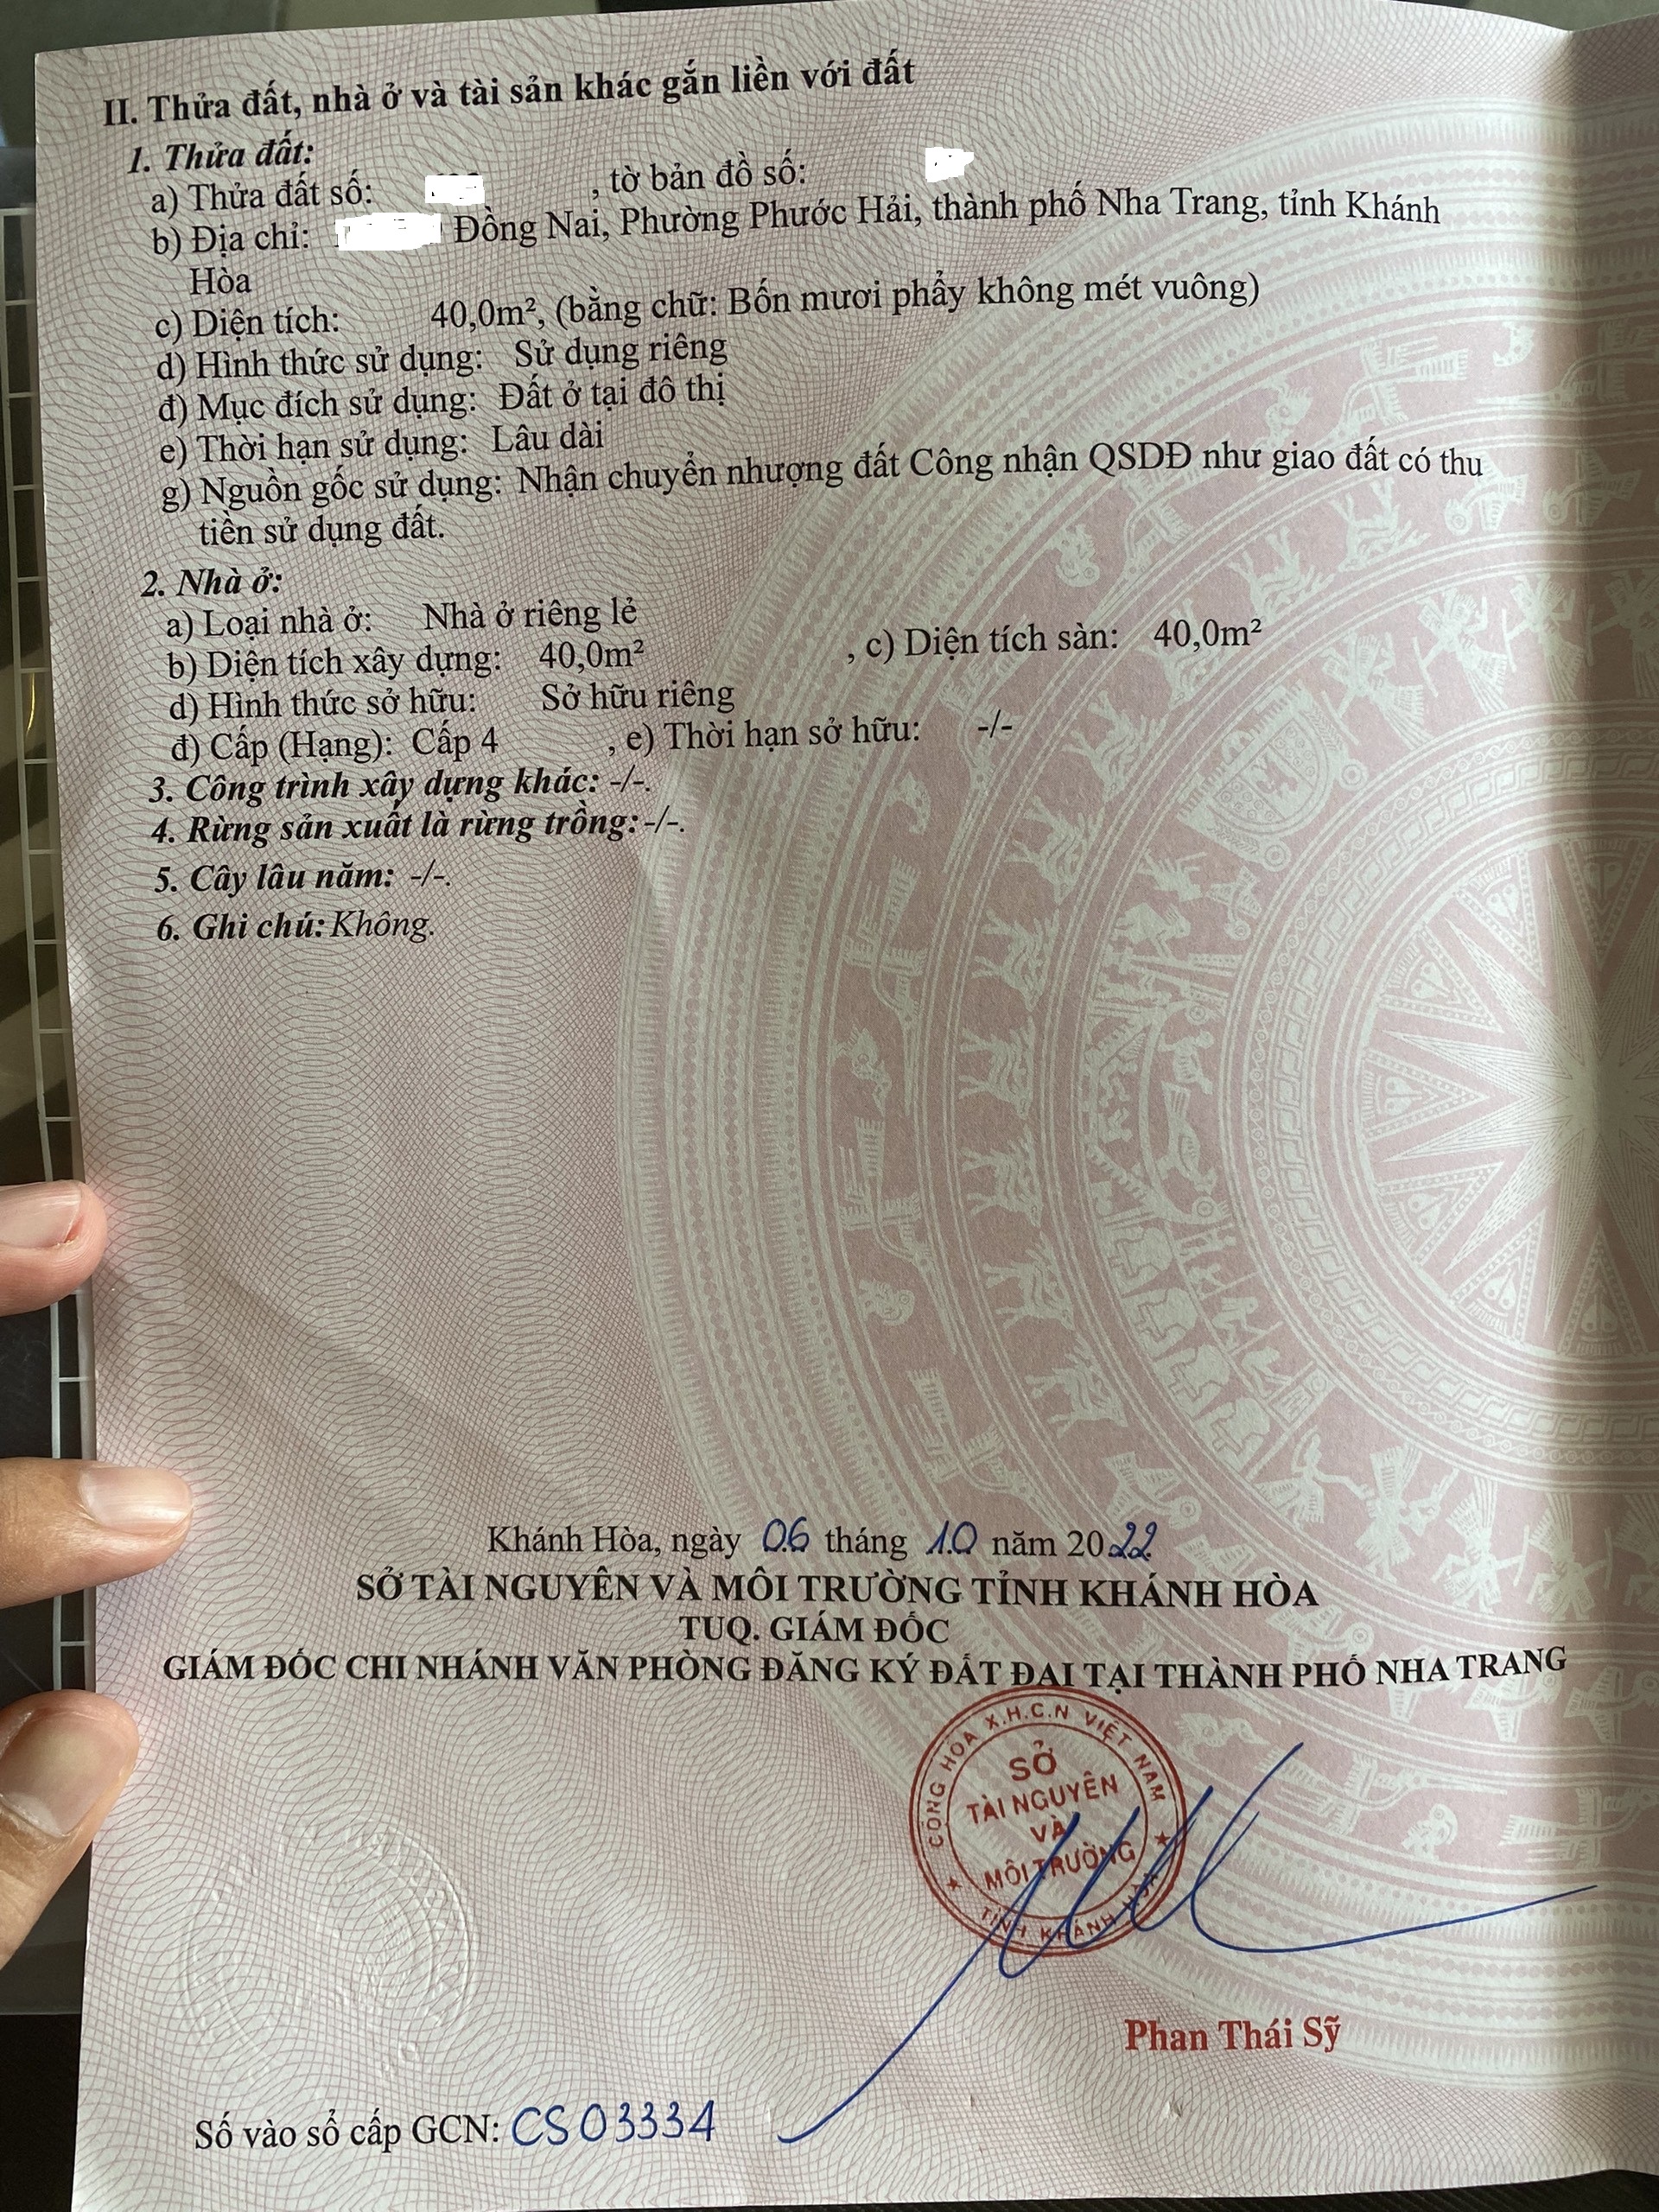 II. Thửa đất, nhà ở và tài sản khác gắn liền với đất
1. Thửa đất:
a) Thửa đất số: , tờ bản đồ số:
b) Địa chỉ: Đồng Nai, Phường Phước Hải, thành phố Nha Trang, tỉnh Khánh
Hòa
c) Diện tích: 40,0m², (bằng chữ: Bốn mươi phẩy không mét vuông)
d) Hình thức sử dụng: Sử dụng riêng
đ) Mục đích sử dụng: Đất ở tại đô thị
e) Thời hạn sử dụng: Lâu dài
g) Nguồn gốc sử dụng: Nhận chuyển nhượng đất Công nhận QSDĐ như giao đất có thu
tiền sử dụng đất.
2. Nhà ở:
a) Loại nhà ở: Nhà ở riêng lẻ
b) Diện tích xây dựng: 40,0m² , c) Diện tích sàn: 40,0m²
d) Hình thức sở hữu: Sở hữu riêng
đ) Cấp (Hạng): Cấp 4 , e) Thời hạn sở hữu: -/-
3. Công trình xây dựng khác: -/-.
4. Rừng sản xuất là rừng trồng: -/-.
5. Cây lâu năm: -/-.
6. Ghi chú: Không.
Khánh Hòa, ngày 06 tháng 10 năm 2022
SỞ TÀI NGUYÊN VÀ MÔI TRƯỜNG TỈNH KHÁNH HÒA
TUQ. GIÁM ĐỐC
GIÁM ĐỐC CHI NHÁNH VĂN PHÒNG ĐĂNG KÝ ĐẤT ĐAI TẠI THÀNH PHỐ NHA TRANG
CỘNG HÒA X.H.C.N VIỆT NAM
SỞ
TÀI NGUYÊN
VÀ
MÔI TRƯỜNG
TỈNH KHÁNH HÒA
Phan Thái Sỹ
Số vào sổ cấp GCN: CS03334